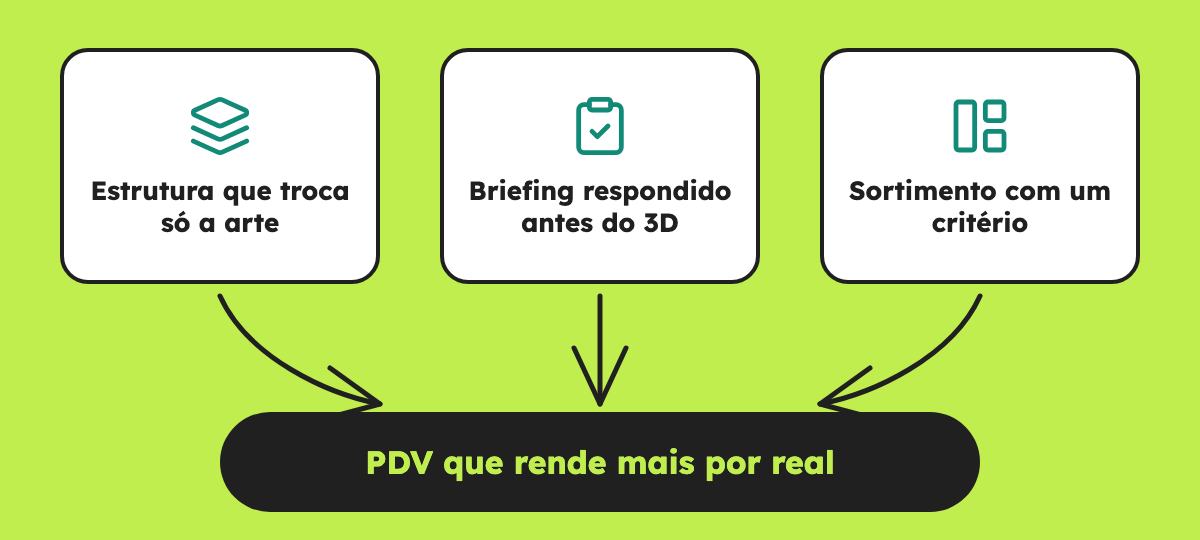 Estrutura que troca
só a arte
Briefing respondido
antes do 3D
Sortimento com um
critério
PDV que rende mais por real